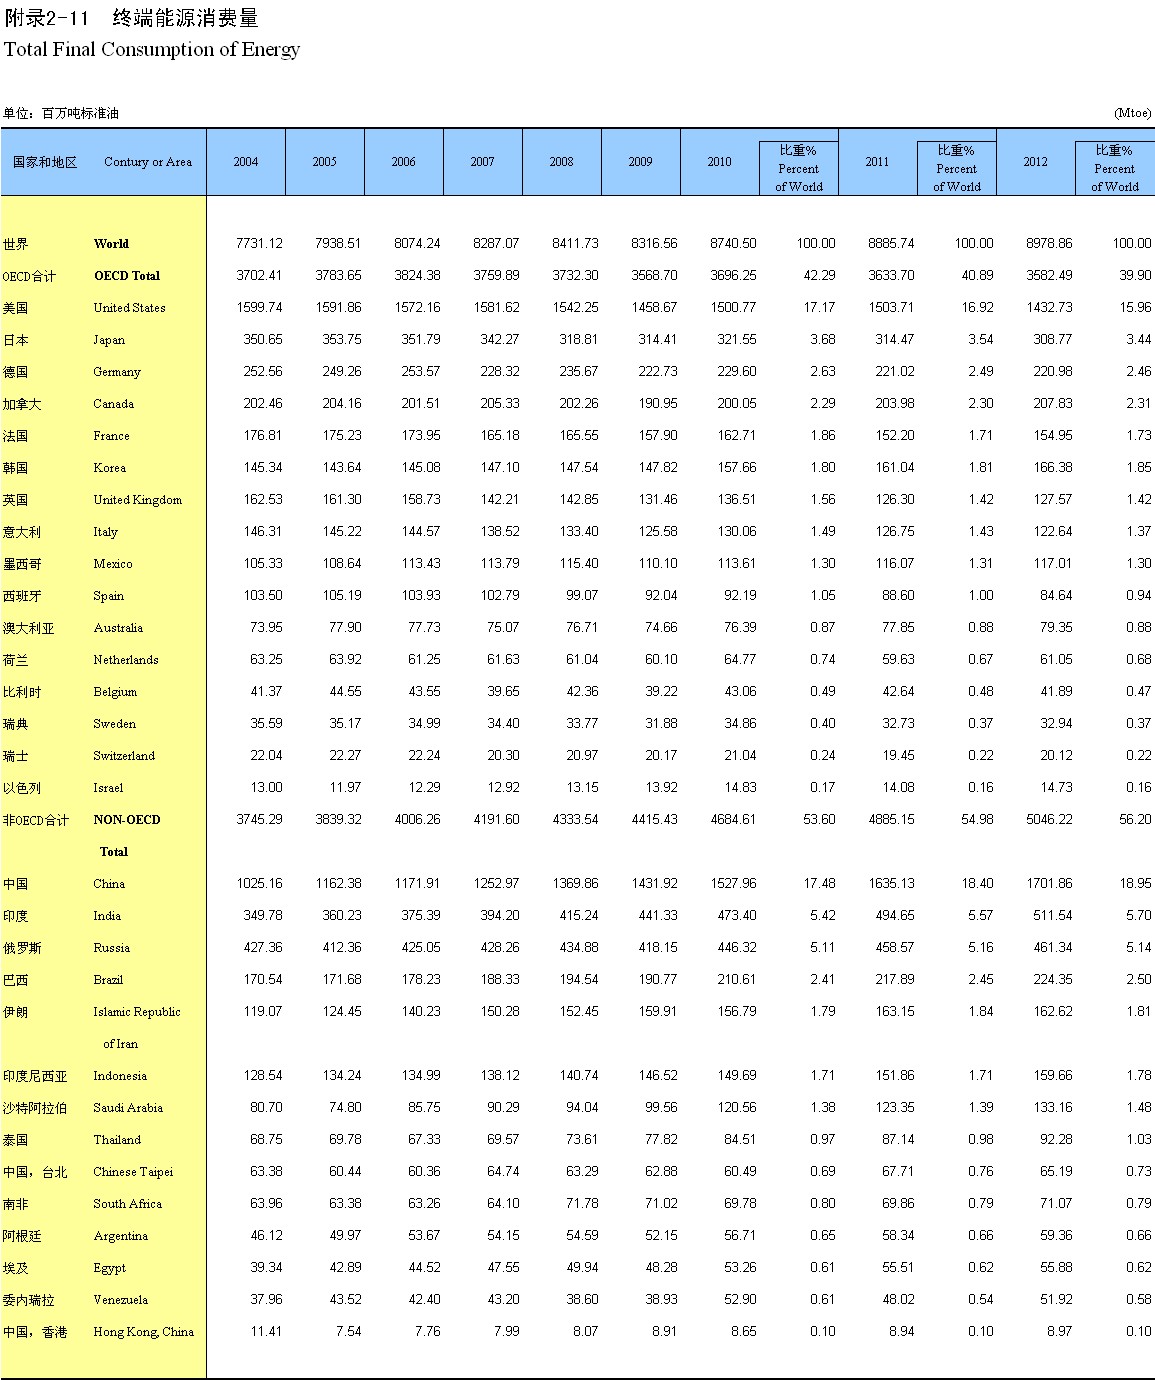 附录2-11 终端能源消费量
Total Final Consumption of Energy
单位：百万吨标准油 (Mtoe)
国家和地区 Contury or Area 2004 2005 2006 2007 2008 2009 2010 比重% Percent of World 2011 比重% Percent of World 2012 比重% Percent of World
世界 World 7731.12 7938.51 8074.24 8287.07 8411.73 8316.56 8740.50 100.00 8885.74 100.00 8978.86 100.00
OECD合计 OECD Total 3702.41 3783.65 3824.38 3759.89 3732.30 3568.70 3696.25 42.29 3633.70 40.89 3582.49 39.90
美国 United States 1599.74 1591.86 1572.16 1581.62 1542.25 1458.67 1500.77 17.17 1503.71 16.92 1432.73 15.96
日本 Japan 350.65 353.75 351.79 342.27 318.81 314.41 321.55 3.68 314.47 3.54 308.77 3.44
德国 Germany 252.56 249.26 253.57 228.32 235.67 222.73 229.60 2.63 221.02 2.49 220.98 2.46
加拿大 Canada 202.46 204.16 201.51 205.33 202.26 190.95 200.05 2.29 203.98 2.30 207.83 2.31
法国 France 176.81 175.23 173.95 165.18 165.55 157.90 162.71 1.86 152.20 1.71 154.95 1.73
韩国 Korea 145.34 143.64 145.08 147.10 147.54 147.82 157.66 1.80 161.04 1.81 166.38 1.85
英国 United Kingdom 162.53 161.30 158.73 142.21 142.85 131.46 136.51 1.56 126.30 1.42 127.57 1.42
意大利 Italy 146.31 145.22 144.57 138.52 133.40 125.58 130.06 1.49 126.75 1.43 122.64 1.37
墨西哥 Mexico 105.33 108.64 113.43 113.79 115.40 110.10 113.61 1.30 116.07 1.31 117.01 1.30
西班牙 Spain 103.50 105.19 103.93 102.79 99.07 92.04 92.19 1.05 88.60 1.00 84.64 0.94
澳大利亚 Australia 73.95 77.90 77.73 75.07 76.71 74.66 76.39 0.87 77.85 0.88 79.35 0.88
荷兰 Netherlands 63.25 63.92 61.25 61.63 61.04 60.10 64.77 0.74 59.63 0.67 61.05 0.68
比利时 Belgium 41.37 44.55 43.55 39.65 42.36 39.22 43.06 0.49 42.64 0.48 41.89 0.47
瑞典 Sweden 35.59 35.17 34.99 34.40 33.77 31.88 34.86 0.40 32.73 0.37 32.94 0.37
瑞士 Switzerland 22.04 22.27 22.24 20.30 20.97 20.17 21.04 0.24 19.45 0.22 20.12 0.22
以色列 Israel 13.00 11.97 12.29 12.92 13.15 13.92 14.83 0.17 14.08 0.16 14.73 0.16
非OECD合计 NON-OECD 3745.29 3839.32 4006.26 4191.60 4333.54 4415.43 4684.61 53.60 4885.15 54.98 5046.22 56.20
Total
中国 China 1025.16 1162.38 1171.91 1252.97 1369.86 1431.92 1527.96 17.48 1635.13 18.40 1701.86 18.95
印度 India 349.78 360.23 375.39 394.20 415.24 441.33 473.40 5.42 494.65 5.57 511.54 5.70
俄罗斯 Russia 427.36 412.36 425.05 428.26 434.88 418.15 446.32 5.11 458.57 5.16 461.34 5.14
巴西 Brazil 170.54 171.68 178.23 188.33 194.54 190.77 210.61 2.41 217.89 2.45 224.35 2.50
伊朗 Islamic Republic 119.07 124.45 140.23 150.28 152.45 159.91 156.79 1.79 163.15 1.84 162.62 1.81
of Iran
印度尼西亚 Indonesia 128.54 134.24 134.99 138.12 140.74 146.52 149.69 1.71 151.86 1.71 159.66 1.78
沙特阿拉伯 Saudi Arabia 80.70 74.80 85.75 90.29 94.04 99.56 120.56 1.38 123.35 1.39 133.16 1.48
泰国 Thailand 68.75 69.78 67.33 69.57 73.61 77.82 84.51 0.97 87.14 0.98 92.28 1.03
中国，台北 Chinese Taipei 63.38 60.44 60.36 64.74 63.29 62.88 60.49 0.69 67.71 0.76 65.19 0.73
南非 South Africa 63.96 63.38 63.26 64.10 71.78 71.02 69.78 0.80 69.86 0.79 71.07 0.79
阿根廷 Argentina 46.12 49.97 53.67 54.15 54.59 52.15 56.71 0.65 58.34 0.66 59.36 0.66
埃及 Egypt 39.34 42.89 44.52 47.55 49.94 48.28 53.26 0.61 55.51 0.62 55.88 0.62
委内瑞拉 Venezuela 37.96 43.52 42.40 43.20 38.60 38.93 52.90 0.61 48.02 0.54 51.92 0.58
中国，香港 Hong Kong, China 11.41 7.54 7.76 7.99 8.07 8.91 8.65 0.10 8.94 0.10 8.97 0.10